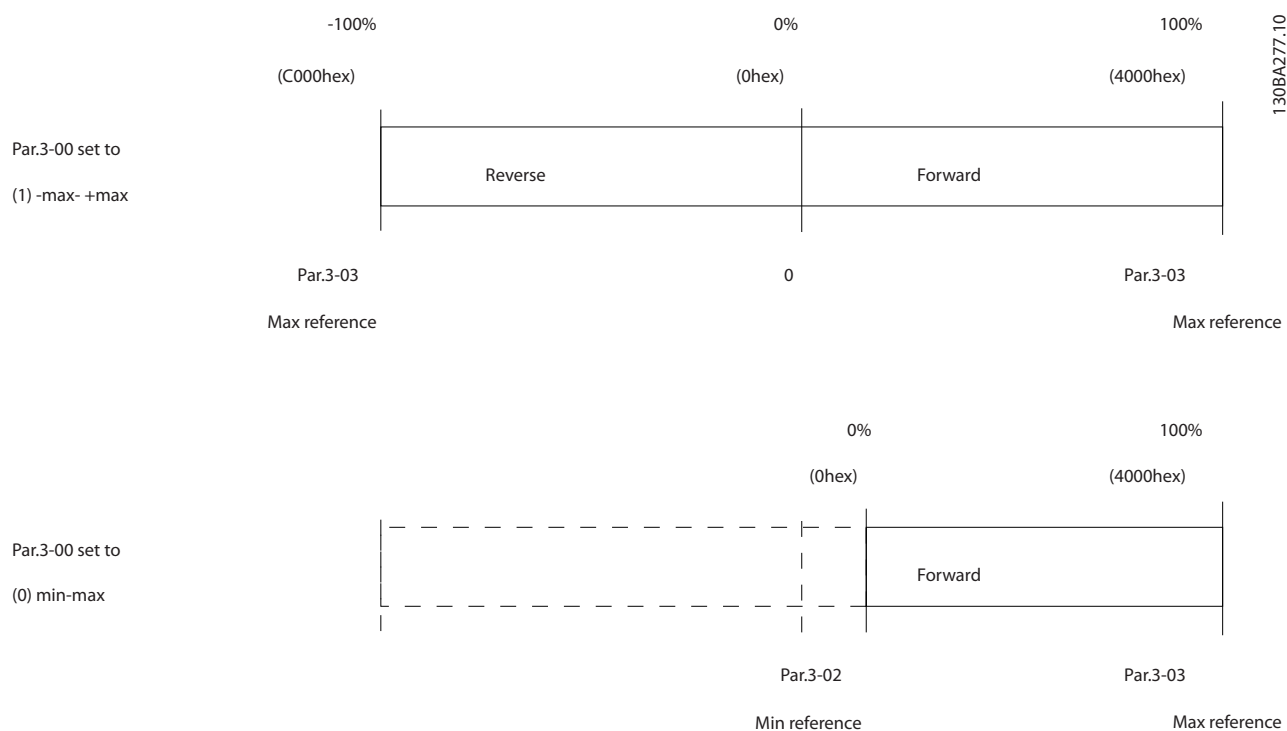 -100% 0% 100%
(C000hex) (0hex) (4000hex)
130BA277.10
Par.3-00 set to
(1) -max- +max
Reverse Forward
Par.3-03 0 Par.3-03
Max reference Max reference
0% 100%
(0hex) (4000hex)
Par.3-00 set to
(0) min-max
Forward
Par.3-02 Par.3-03
Min reference Max reference